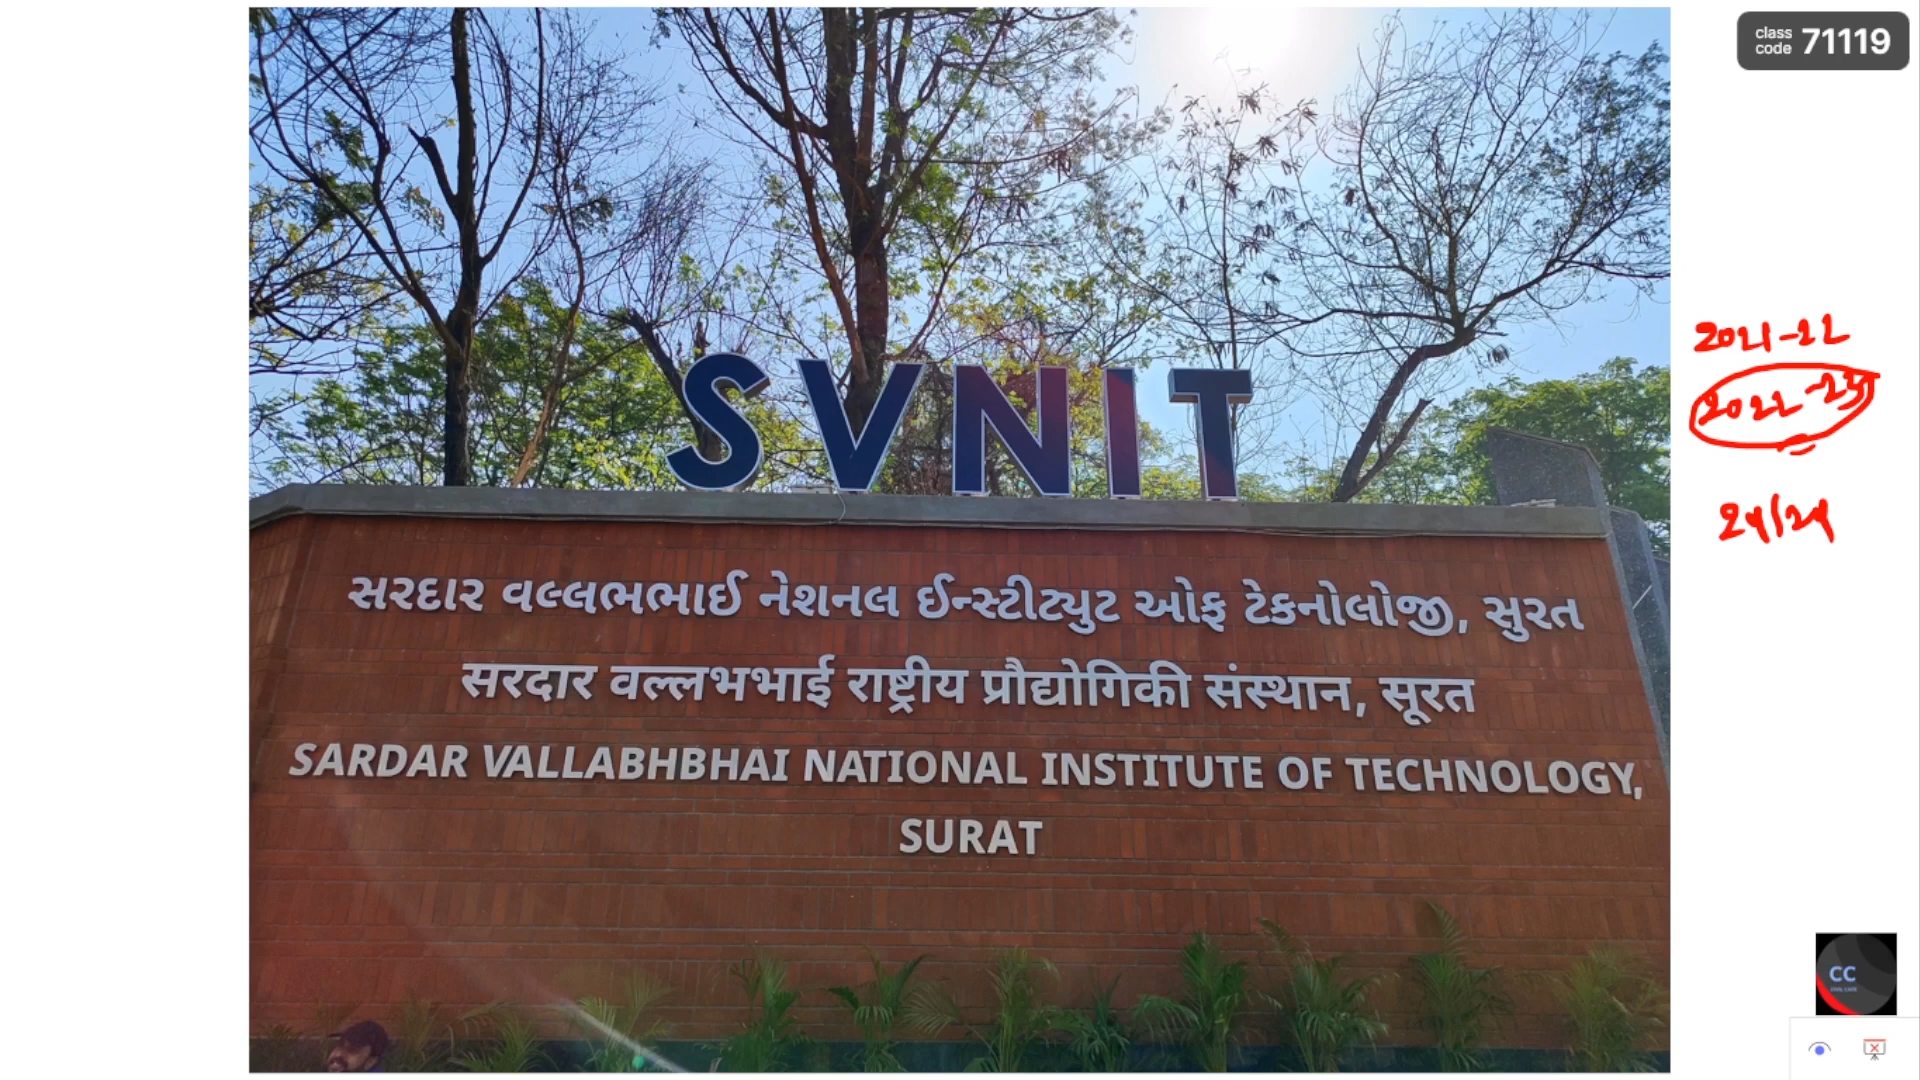 class code 71119
SVNIT
સરદાર વલ્લભભાઈ નેશનલ ઈન્સ્ટીટ્યુટ ઓફ ટેકનોલોજી, સુરત
सरदार वल्लभभाई राष्ट्रीय प्रौद्योगिकी संस्थान, सूरत
SARDAR VALLABHBHAI NATIONAL INSTITUTE OF TECHNOLOGY,
SURAT
2021-22
2022-23
CC